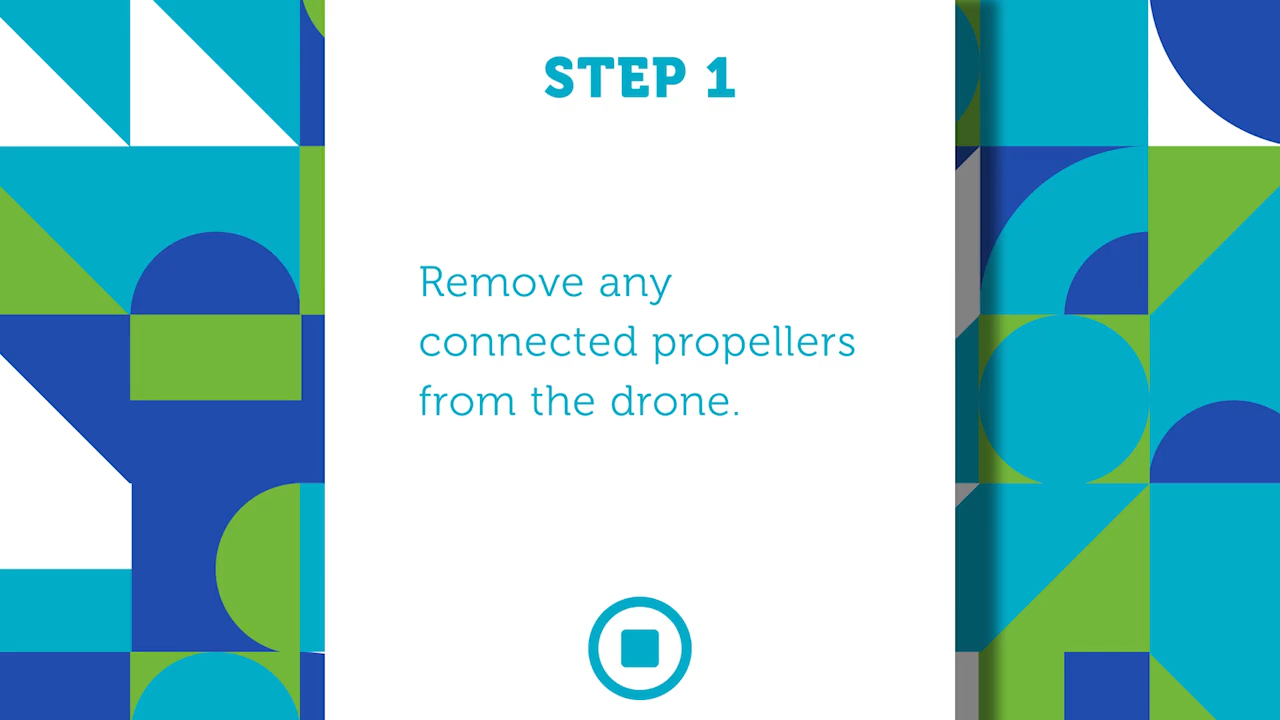 STEP 1
Remove any
connected propellers
from the drone.